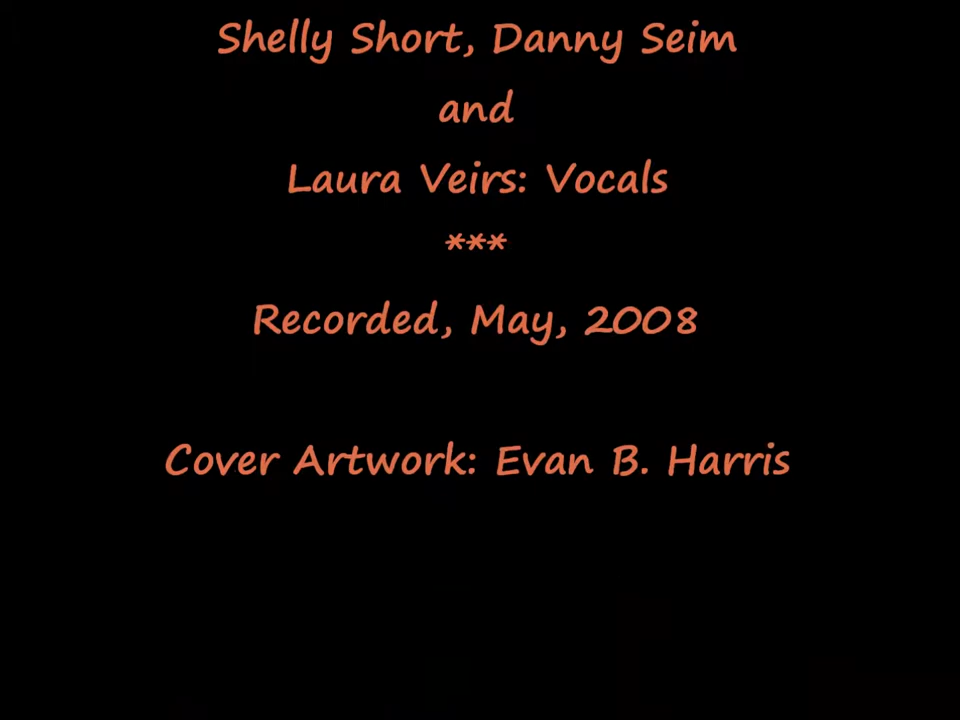 Shelly Short, Danny Seim
and
Laura Veirs: Vocals
***
Recorded, May, 2008
Cover Artwork: Evan B. Harris